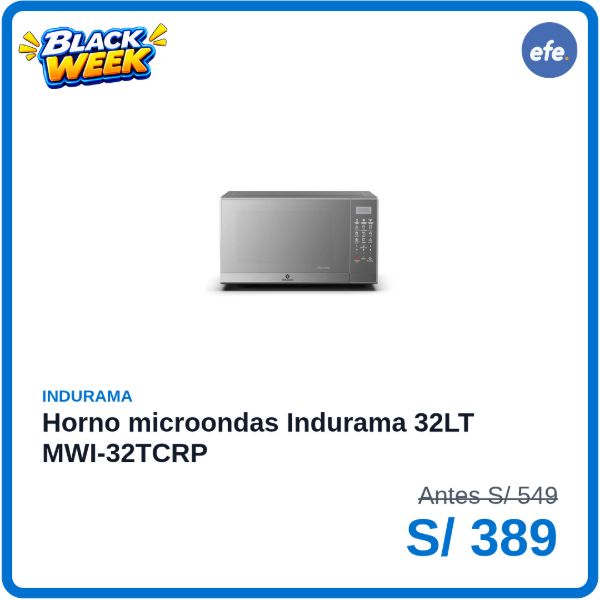 BLACK
WEEK
efe.
INDURAMA
Horno microondas Indurama 32LT
MWI-32TCRP
Antes S/ 549
S/ 389